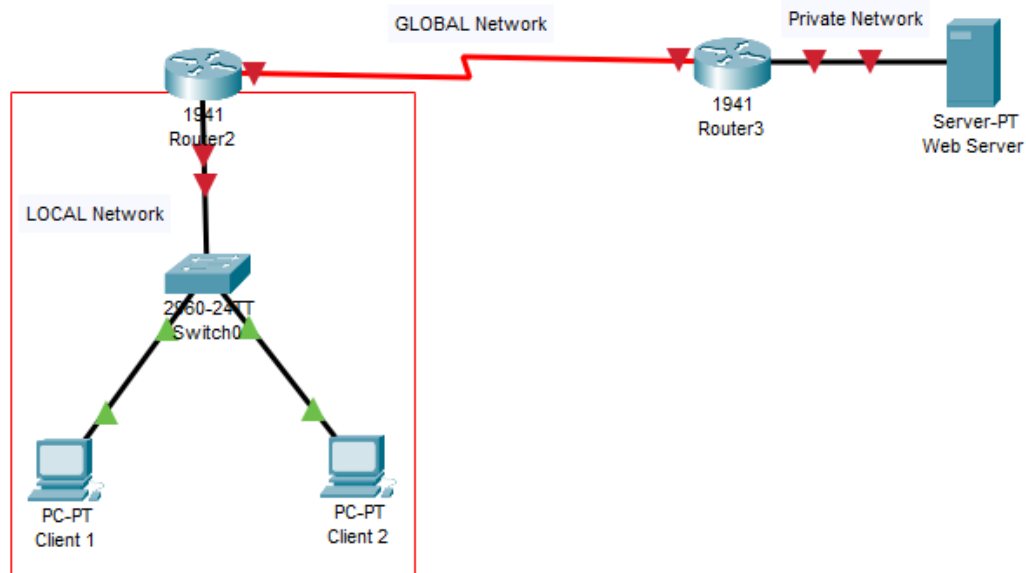 GLOBAL Network
Private Network
1941
Router2
1941
Router3
Server-PT
Web Server
LOCAL Network
2960-24TT
Switch0
PC-PT
Client 1
PC-PT
Client 2